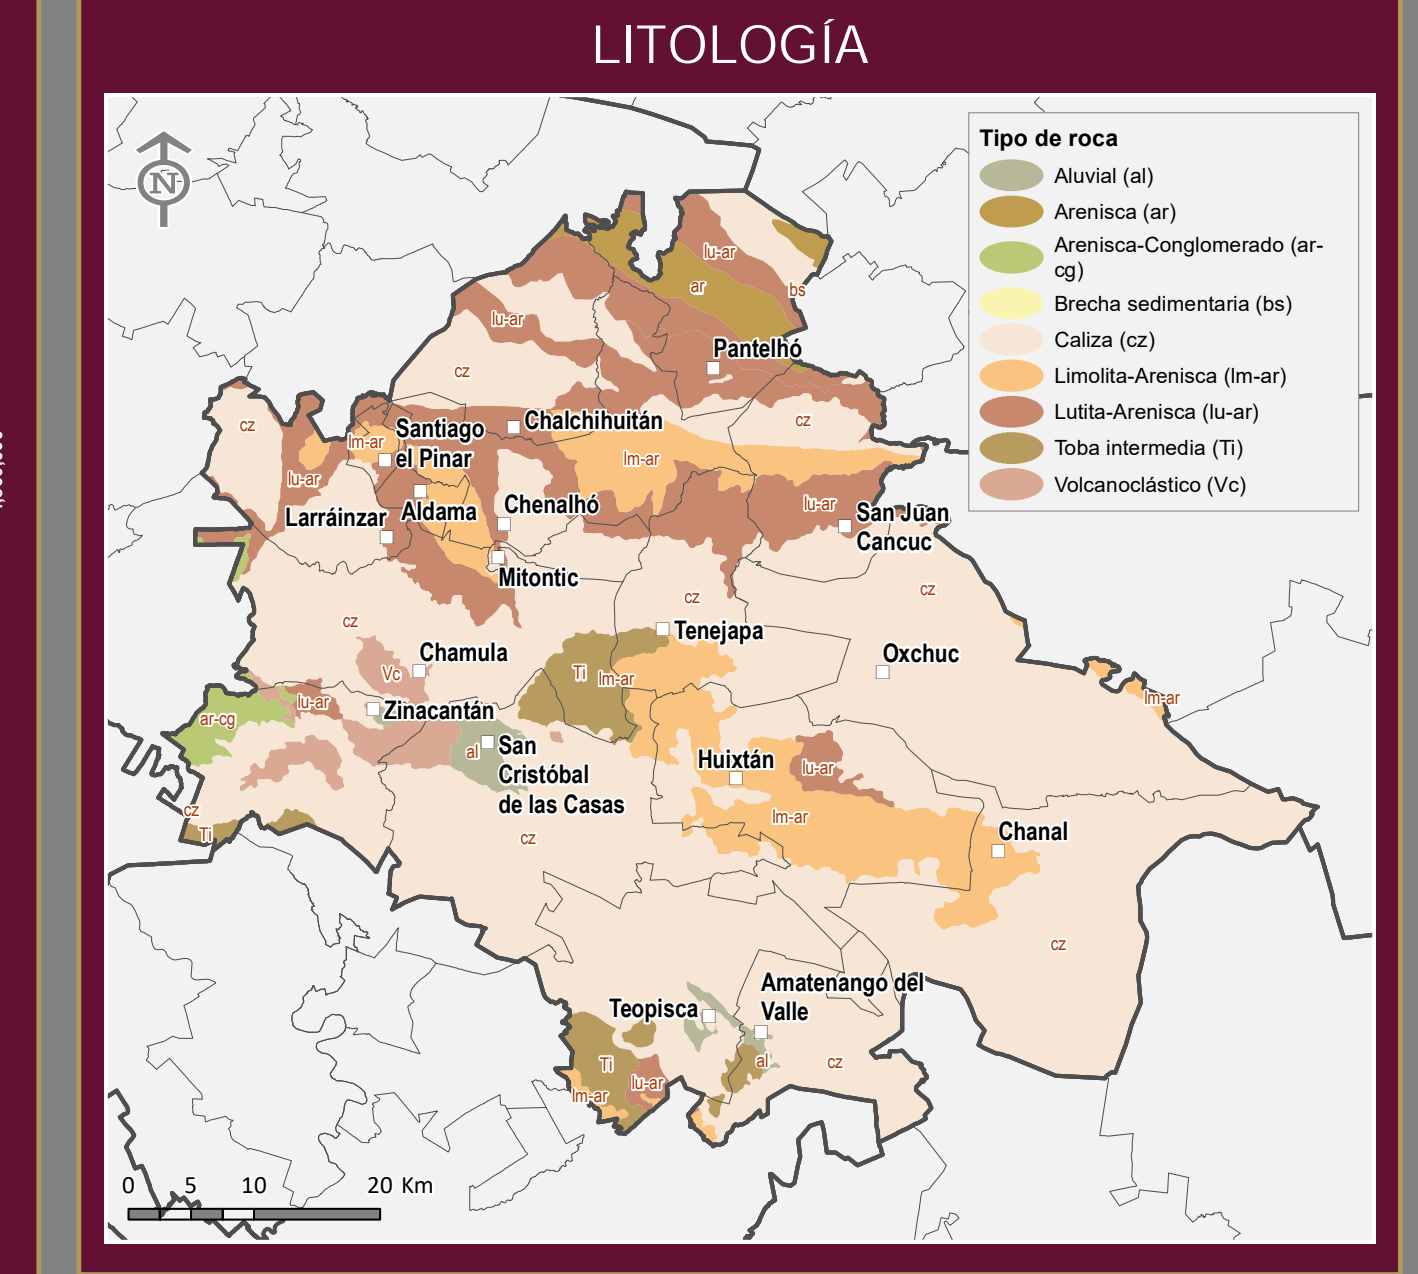 LITOLOGÍA
N
Tipo de roca
Aluvial (al)
Arenisca (ar)
Arenisca-Conglomerado (ar-
cg)
Brecha sedimentaria (bs)
Caliza (cz)
Limolita-Arenisca (lm-ar)
Lutita-Arenisca (lu-ar)
Toba intermedia (Ti)
Volcanoclástico (Vc)
lu-ar
ar
bs
lu-ar
Pantelhó
cz
cz
cz
Santiago
el Pinar
Chalchihuitán
lm-ar
lm-ar
lu-ar
Larráinzar
Aldama
Chenalhó
lu-ar
San Juan
Cancuc
Mitontic
cz
cz
cz
Tenejapa
Chamula
Oxchuc
Vc
Ti
lm-ar
lm-ar
ar-cg
lu-ar
Zinacantán
al
San
Cristóbal
de las Casas
Huixtán
lu-ar
cz
Ti
cz
lm-ar
Chanal
cz
Teopisca
Amatenango del
Valle
Ti
lu-ar
al
cz
lm-ar
0 5 10 20 Km